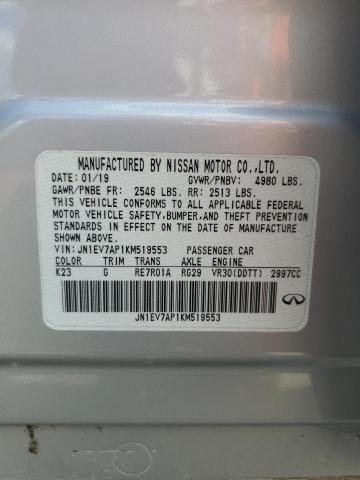 MANUFACTURED BY NISSAN MOTOR CO.,LTD.
DATE: 01/19 GVWR/PNBV: 4980 LBS.
GAWR/PNBE FR: 2546 LBS. RR: 2513 LBS.
THIS VEHICLE CONFORMS TO ALL APPLICABLE FEDERAL
MOTOR VEHICLE SAFETY, BUMPER, AND THEFT PREVENTION
STANDARDS IN EFFECT ON THE DATE OF MANUFACTURE
SHOWN ABOVE.
VIN: JN1EV7AP1KM519553 PASSENGER CAR
COLOR TRIM TRANS AXLE ENGINE
K23 G RE7R01A RG29 VR30(DDTT) 2997CC
JN1EV7AP1KM519553